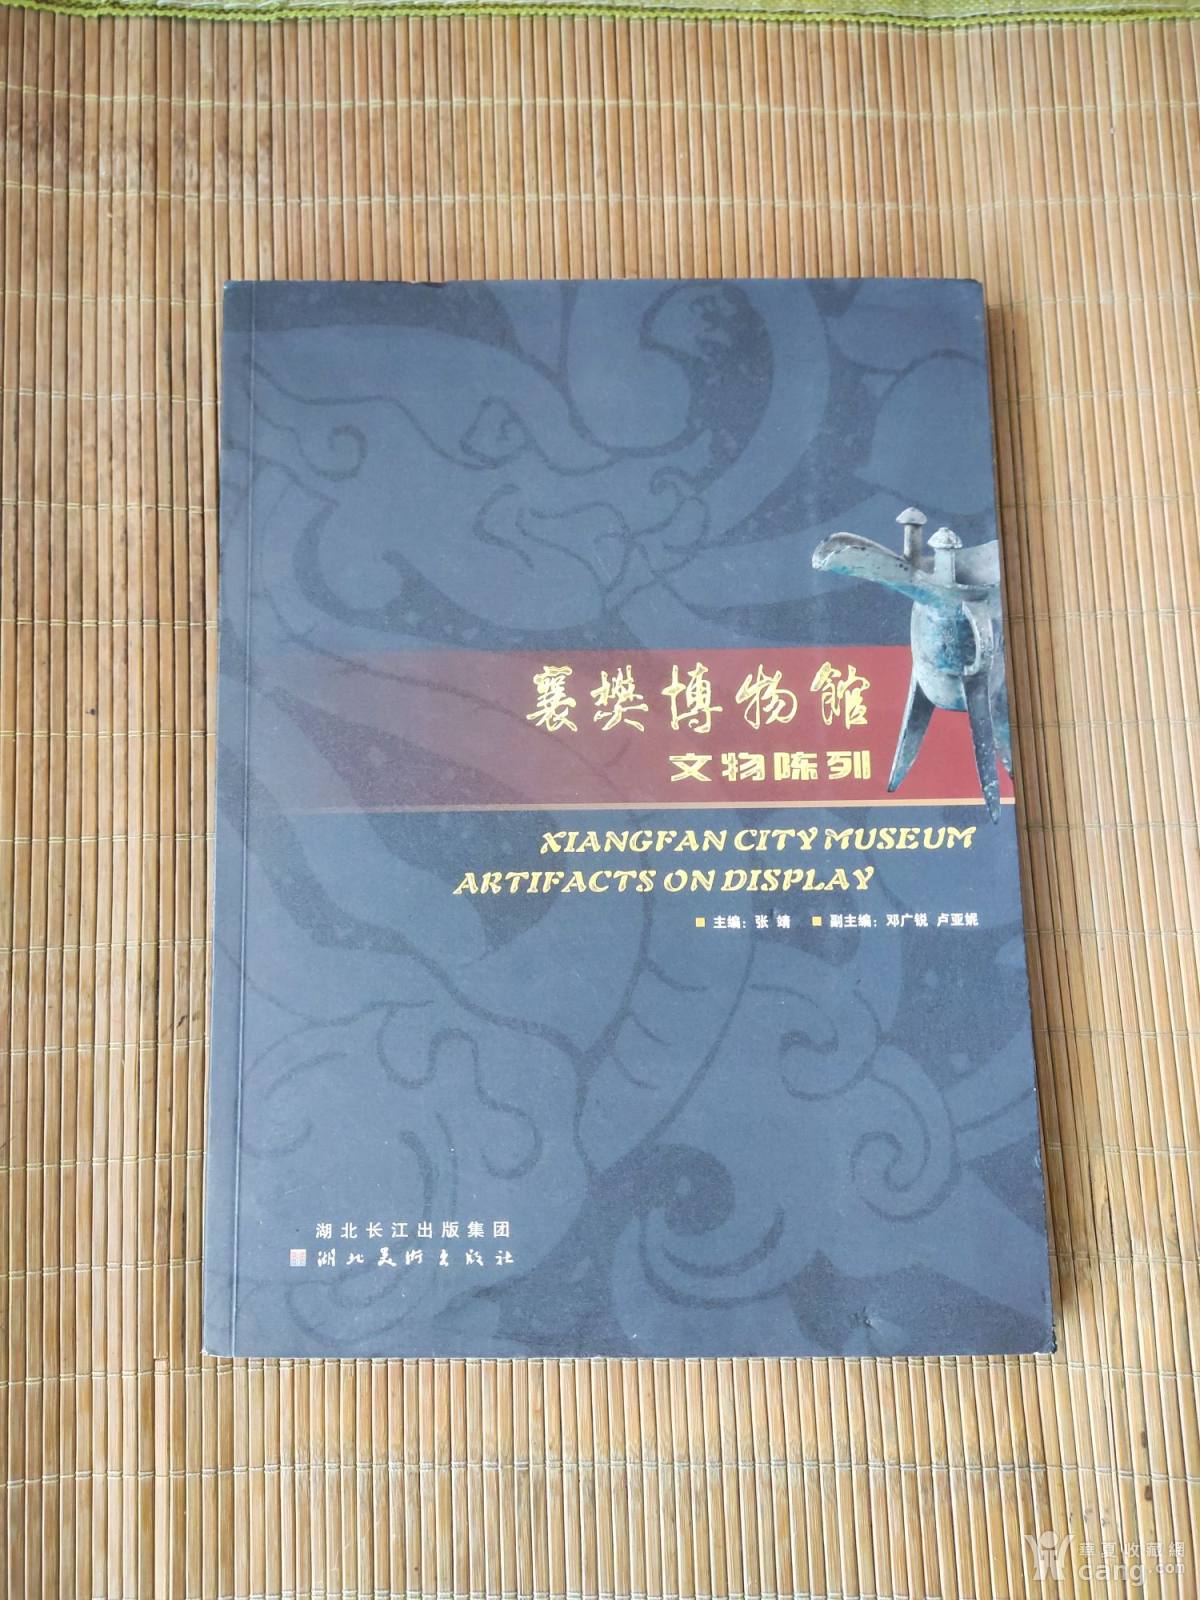 襄樊博物館
文物陈列
XIANGFAN CITY MUSEUM
ARTIFACTS ON DISPLAY
■ 主编：张 靖 ■ 副主编：邓广锐 卢亚妮
湖北长江出版集团
湖北美术出版社
華夏收藏網
cang.com